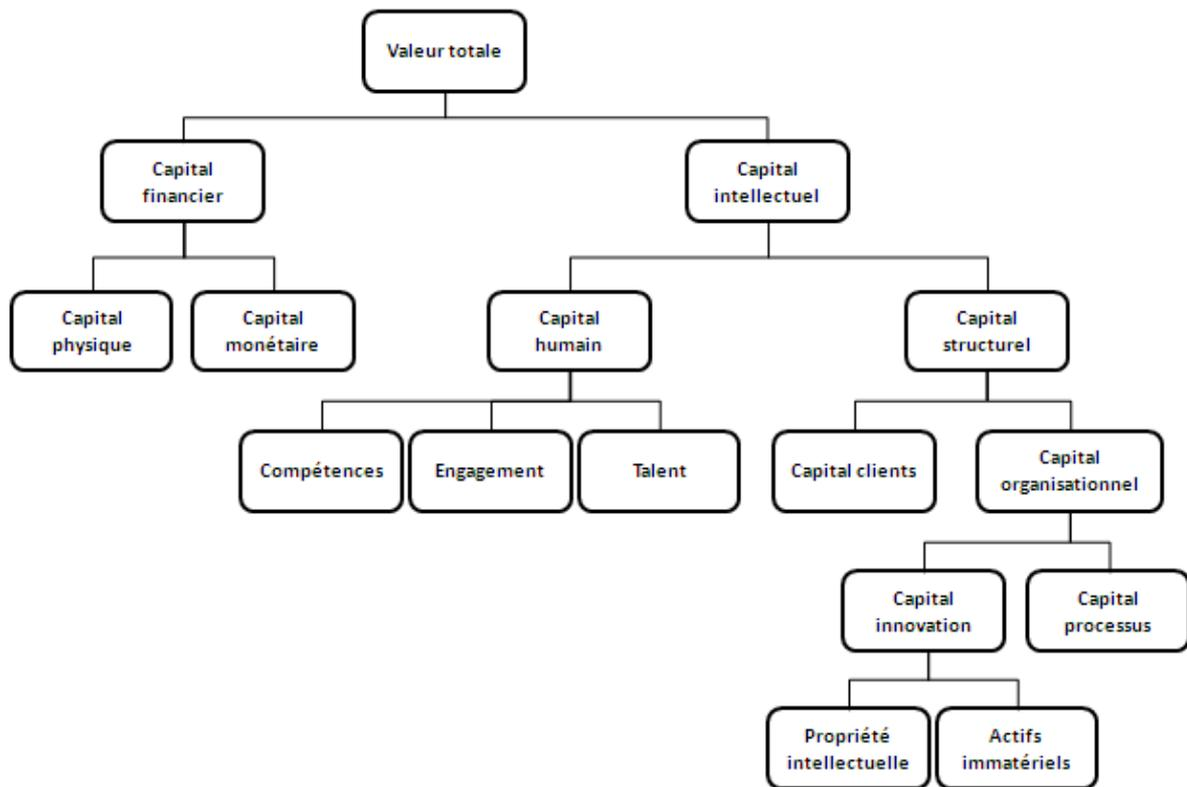 Valeur totale
Capital
financier
Capital
intellectuel
Capital
physique
Capital
monétaire
Capital
humain
Capital
structurel
Compétences
Engagement
Talent
Capital clients
Capital
organisationnel
Capital
innovation
Capital
processus
Propriété
intellectuelle
Actifs
immatériels